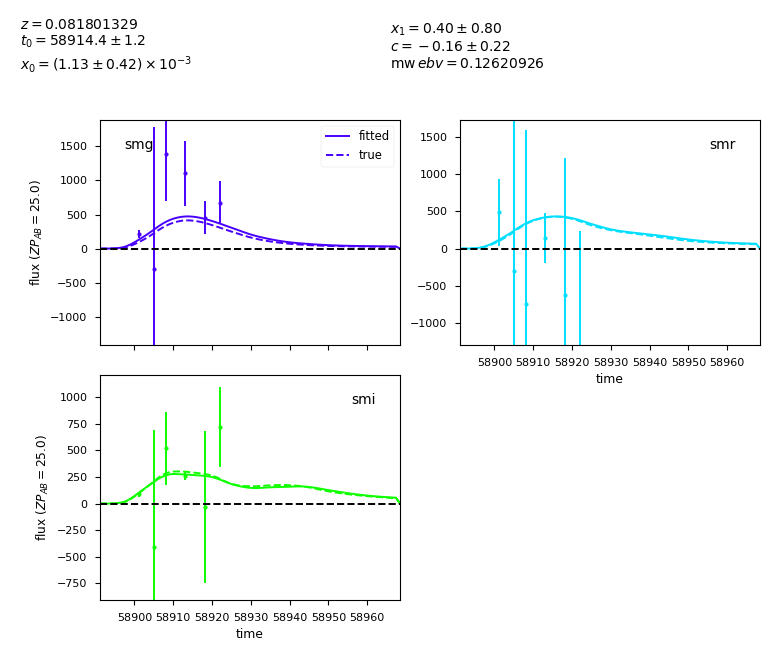 z = 0.081801329
t₀ = 58914.4 ± 1.2
x₀ = (1.13 ± 0.42) × 10⁻³
x₁ = 0.40 ± 0.80
c = −0.16 ± 0.22
mw ebv = 0.12620926
smg
fitted
true
1500
1000
500
0
−500
−1000
flux (ZP_AB = 25.0)
smr
1500
1000
500
0
−500
−1000
58900 58910 58920 58930 58940 58950 58960
time
smi
1000
750
500
250
0
−250
−500
−750
flux (ZP_AB = 25.0)
58900 58910 58920 58930 58940 58950 58960
time